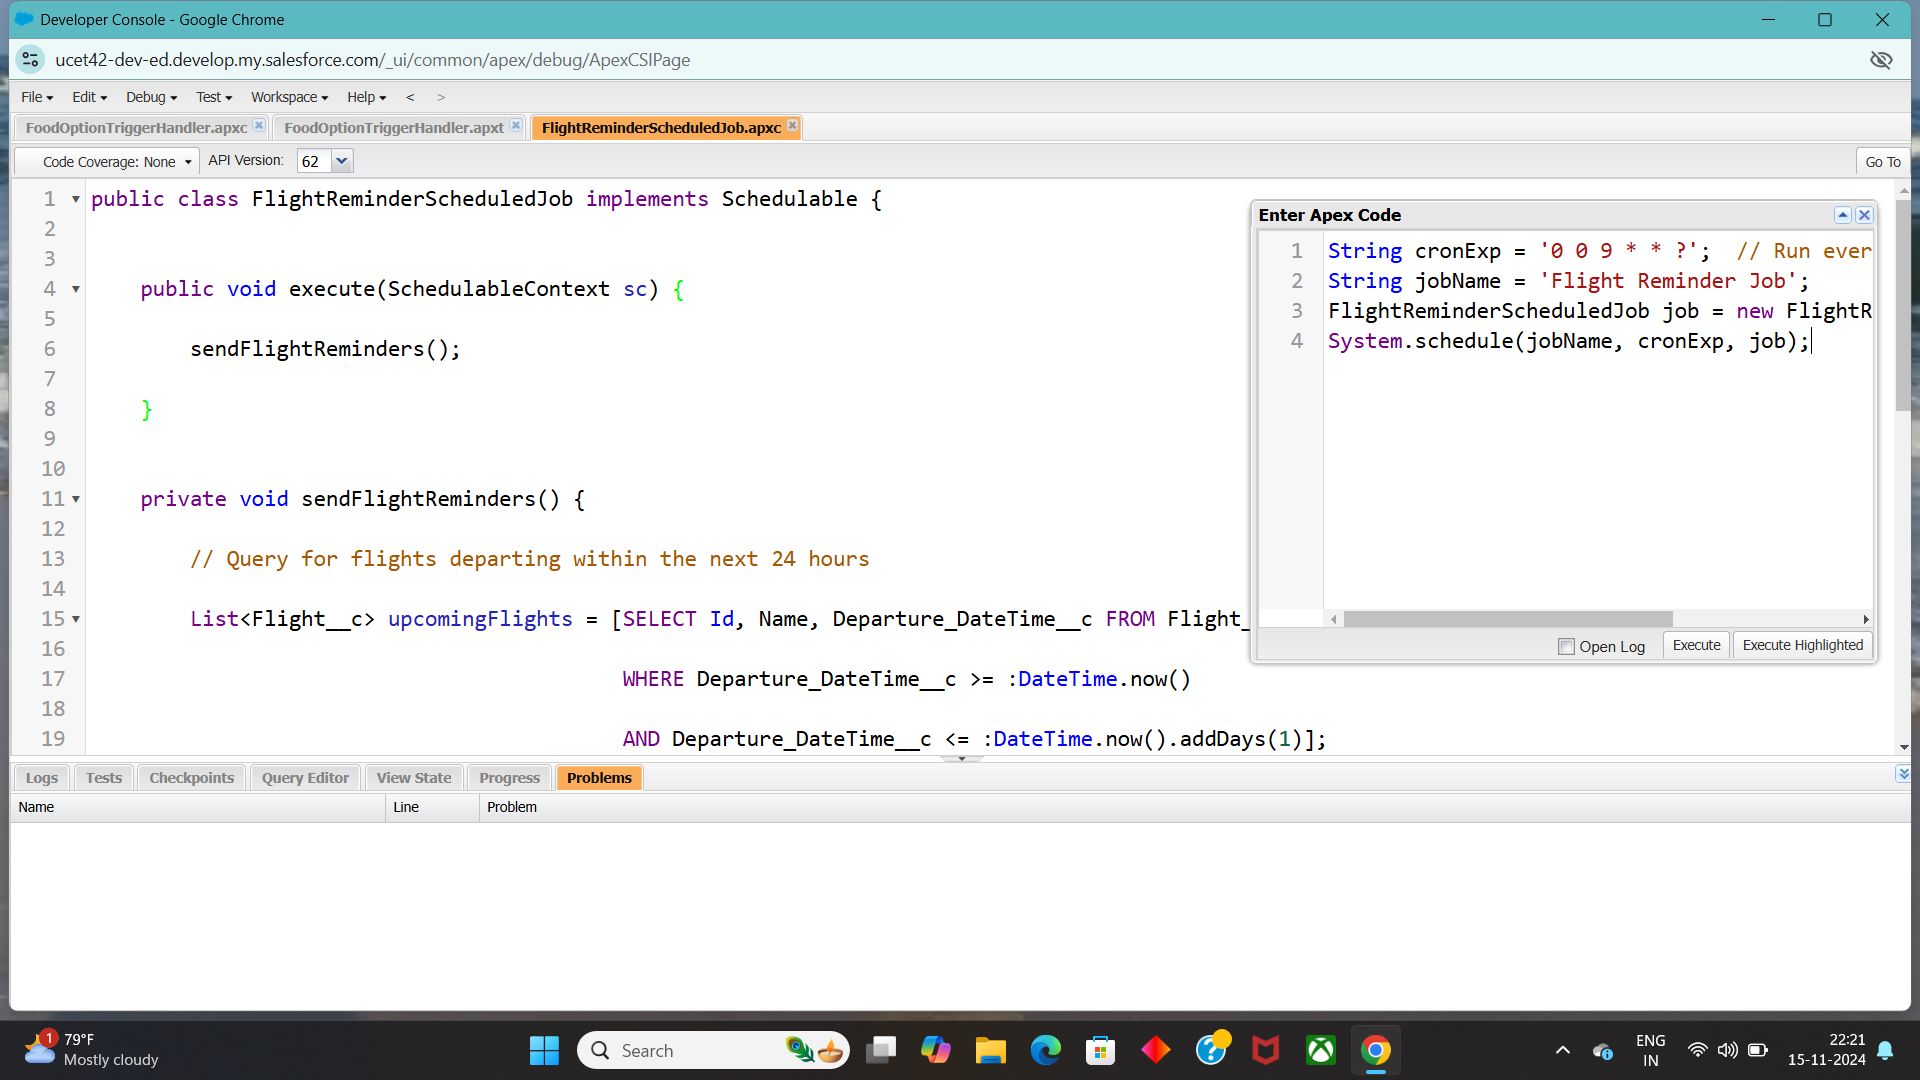 Developer Console - Google Chrome
ucet42-dev-ed.develop.my.salesforce.com/_ui/common/apex/debug/ApexCSIPage
File Edit Debug Test Workspace Help < >
FoodOptionTriggerHandler.apxc FoodOptionTriggerHandler.apxt FlightReminderScheduledJob.apxc
Code Coverage: None API Version: 62 Go To
1 public class FlightReminderScheduledJob implements Schedulable {
2
3
4 public void execute(SchedulableContext sc) {
5
6 sendFlightReminders();
7
8 }
9
10
11 private void sendFlightReminders() {
12
13 // Query for flights departing within the next 24 hours
14
15 List<Flight__c> upcomingFlights = [SELECT Id, Name, Departure_DateTime__c FROM Flight_
16
17 WHERE Departure_DateTime__c >= :DateTime.now()
18
19 AND Departure_DateTime__c <= :DateTime.now().addDays(1)];
Enter Apex Code
1 String cronExp = '0 0 9 * * ?'; // Run ever
2 String jobName = 'Flight Reminder Job';
3 FlightReminderScheduledJob job = new FlightR
4 System.schedule(jobName, cronExp, job);
Open Log Execute Execute Highlighted
Logs Tests Checkpoints Query Editor View State Progress Problems
Name Line Problem
1 79°F
Mostly cloudy
Search
ENG
IN
22:21
15-11-2024